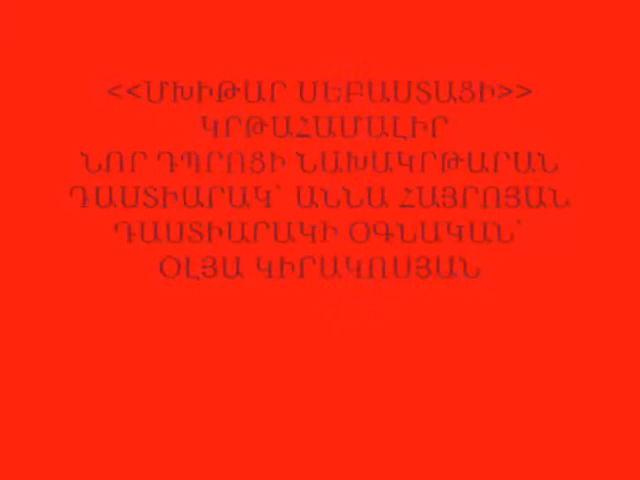 <<ՄԽԻԹԱՐ ՍԵԲԱՍՏԱՑԻ>>
ԿՐԹԱՀԱՄԱԼԻՐ
ՆՈՐ ԴՊՐՈՑԻ ՆԱԽԱԿՐԹԱՐԱՆ
ԴԱՍՏԻԱՐԱԿ՝ ԱՆՆԱ ՀԱՅՐՈՅԱՆ
ԴԱՍՏԻԱՐԱԿԻ ՕԳՆԱԿԱՆ՝
ՕԼՅԱ ԿԻՐԱԿՈՍՅԱՆ